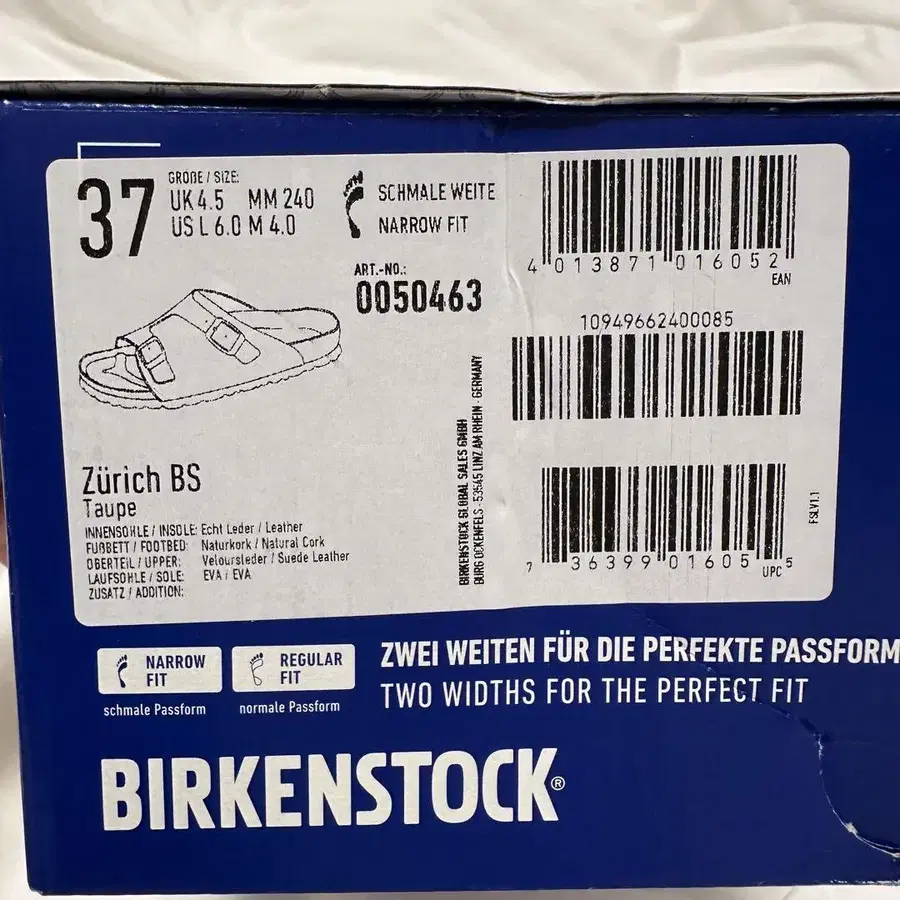 37
GRÖßE / SIZE:
UK 4.5 MM 240
US L 6.0 M 4.0
SCHMALE WEITE
NARROW FIT
ART.-NO.:
0050463
4 013871 016052
EAN
10949662400085
Zürich BS
Taupe
INNENSOHLE / INSOLE: Echt Leder / Leather
FUßBETT / FOOTBED: Naturkork / Natural Cork
OBERTEIL / UPPER: Veloursleder / Suede Leather
LAUFSOHLE / SOLE: EVA / EVA
ZUSATZ / ADDITION:
BIRKENSTOCK GLOBAL SALES GMBH
BURG OCKENFELS - 53545 LINZ AM RHEIN - GERMANY
7 36399 01605 5
UPC
FSLV1.1
NARROW FIT
schmale Passform
REGULAR FIT
normale Passform
ZWEI WEITEN FÜR DIE PERFEKTE PASSFORM
TWO WIDTHS FOR THE PERFECT FIT
BIRKENSTOCK®